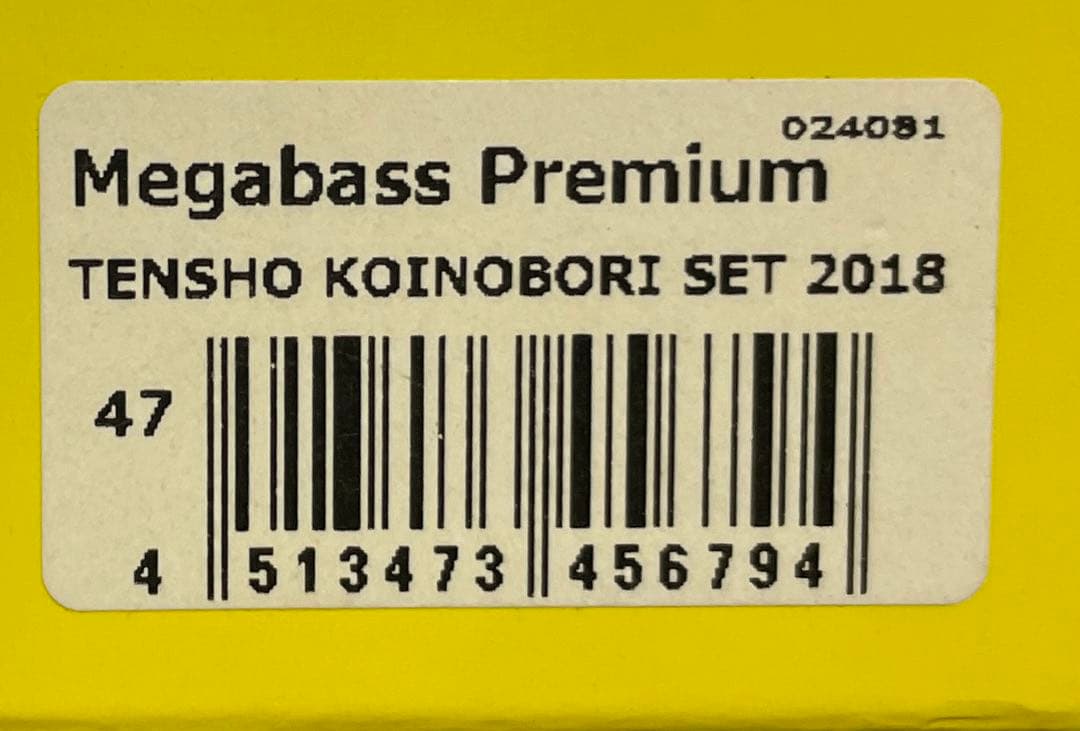 024081
Megabass Premium
TENSHO KOINOBORI SET 2018
47
4 513473 456794